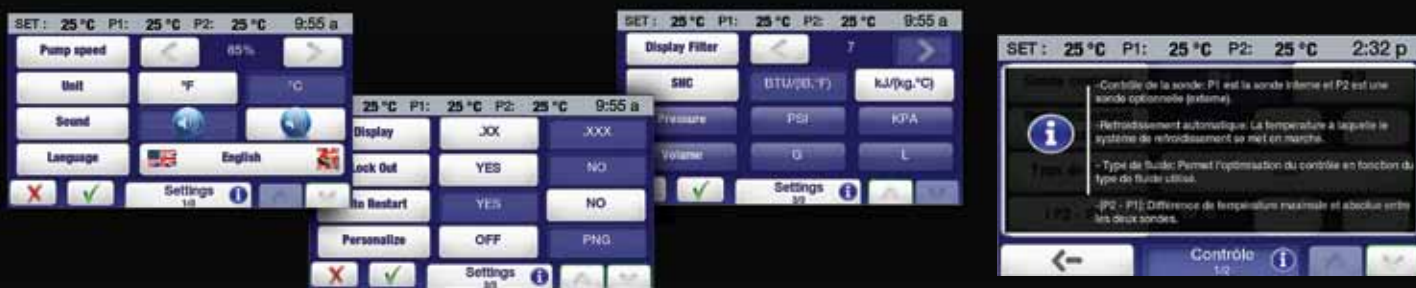 SET : 25 °C P1: 25 °C P2: 25 °C 9:55 a
Pump speed 85%
Unit °F °C
Sound
Language English
Settings
1/3
25 °C P1: 25 °C P2: 25 °C 9:55 a
Display .XX .XXX
Lock Out YES NO
to Restart YES NO
Personalize OFF PNG
Settings
SET : 25 °C P1: 25 °C P2: 25 °C 9:55 a
Display Filter 7
SHC BTU/(lB.°F) kJ/(kg.°C)
Pressure PSI KPA
Volume G L
Settings
SET : 25 °C P1: 25 °C P2: 25 °C 2:32 p
-Contrôle de la sonde: P1 est la sonde interne et P2 est une
sonde optionnelle (externe).
-Refroidissement automatique: La température à laquelle le
système de refroidissement se met en marche.
- Type de fluide: Permet l'optimisation du contrôle en fonction du
type de fluide utilisé.
-|P2 - P1|: Différence de température maximale et absolue entre
les deux sondes.
Contrôle
1/2